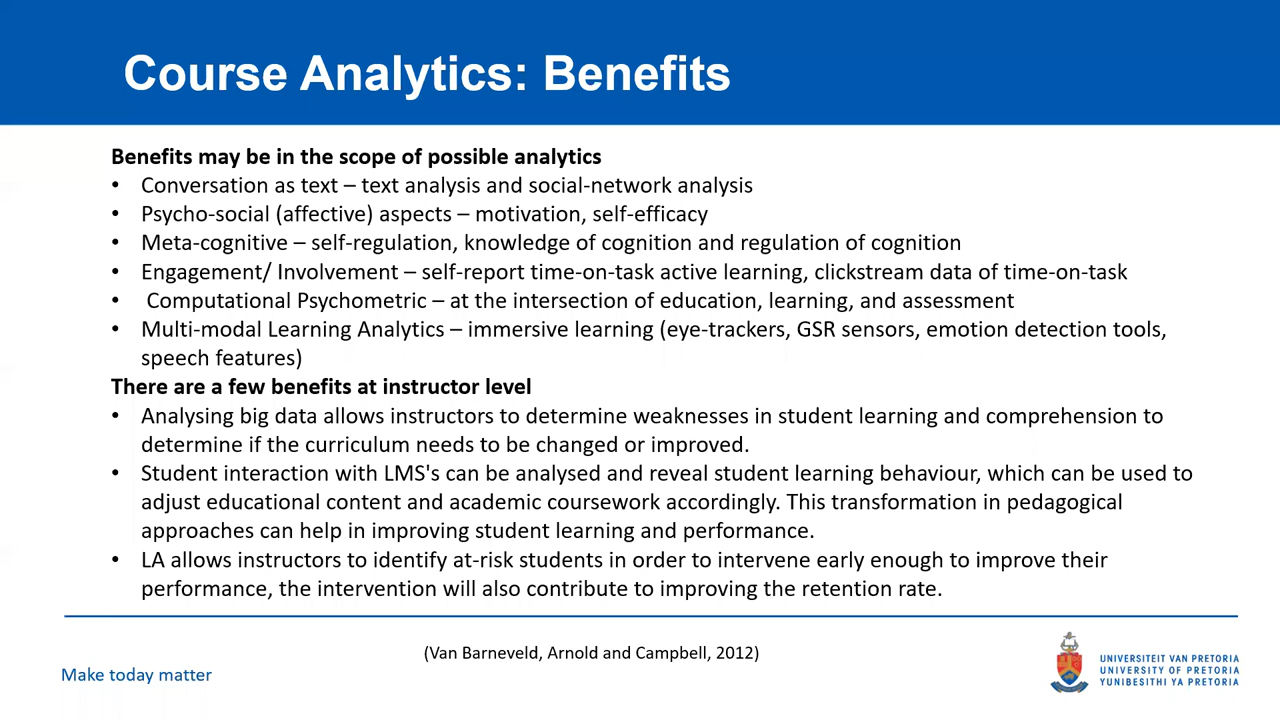 Course Analytics: Benefits
Benefits may be in the scope of possible analytics
• Conversation as text – text analysis and social-network analysis
• Psycho-social (affective) aspects – motivation, self-efficacy
• Meta-cognitive – self-regulation, knowledge of cognition and regulation of cognition
• Engagement/ Involvement – self-report time-on-task active learning, clickstream data of time-on-task
• Computational Psychometric – at the intersection of education, learning, and assessment
• Multi-modal Learning Analytics – immersive learning (eye-trackers, GSR sensors, emotion detection tools,
speech features)
There are a few benefits at instructor level
• Analysing big data allows instructors to determine weaknesses in student learning and comprehension to
determine if the curriculum needs to be changed or improved.
• Student interaction with LMS's can be analysed and reveal student learning behaviour, which can be used to
adjust educational content and academic coursework accordingly. This transformation in pedagogical
approaches can help in improving student learning and performance.
• LA allows instructors to identify at-risk students in order to intervene early enough to improve their
performance, the intervention will also contribute to improving the retention rate.
(Van Barneveld, Arnold and Campbell, 2012)
Make today matter
UNIVERSITEIT VAN PRETORIA
UNIVERSITY OF PRETORIA
YUNIBESITHI YA PRETORIA